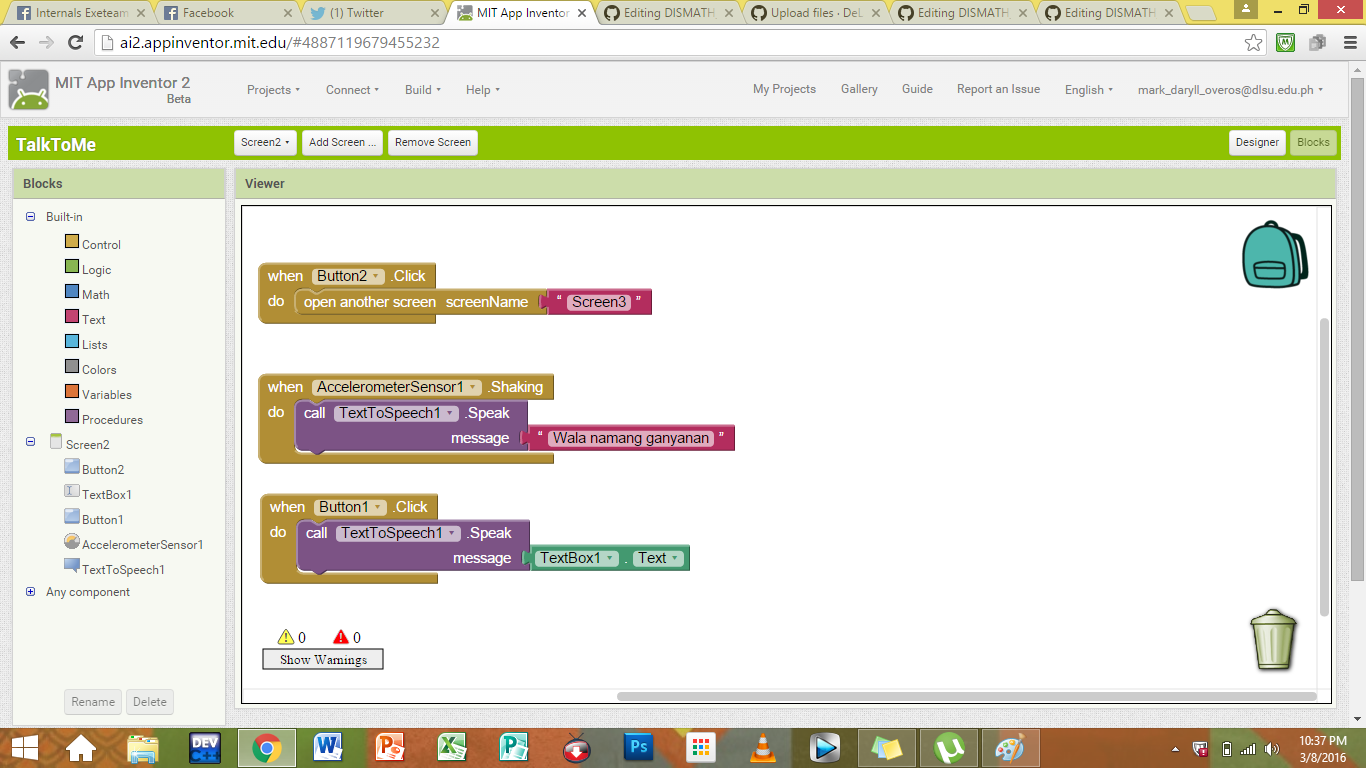 Internals Exeteam
Facebook
(1) Twitter
MIT App Inventor
Editing DISMATH
Upload files · DeL
Editing DISMATH
Editing DISMATH
ai2.appinventor.mit.edu/#4887119679455232
MIT App Inventor 2
Beta
Projects
Connect
Build
Help
My Projects
Gallery
Guide
Report an Issue
English
mark_daryll_overos@dlsu.edu.ph
TalkToMe
Screen2
Add Screen ...
Remove Screen
Designer
Blocks
Blocks
Viewer
Built-in
Control
Logic
Math
Text
Lists
Colors
Variables
Procedures
Screen2
Button2
TextBox1
Button1
AccelerometerSensor1
TextToSpeech1
Any component
Rename
Delete
when Button2 .Click
do open another screen screenName " Screen3 "
when AccelerometerSensor1 .Shaking
do call TextToSpeech1 .Speak
message " Wala namang ganyanan "
when Button1 .Click
do call TextToSpeech1 .Speak
message TextBox1 . Text
0 0
Show Warnings
DEV C++
Ps
10:37 PM
3/8/2016